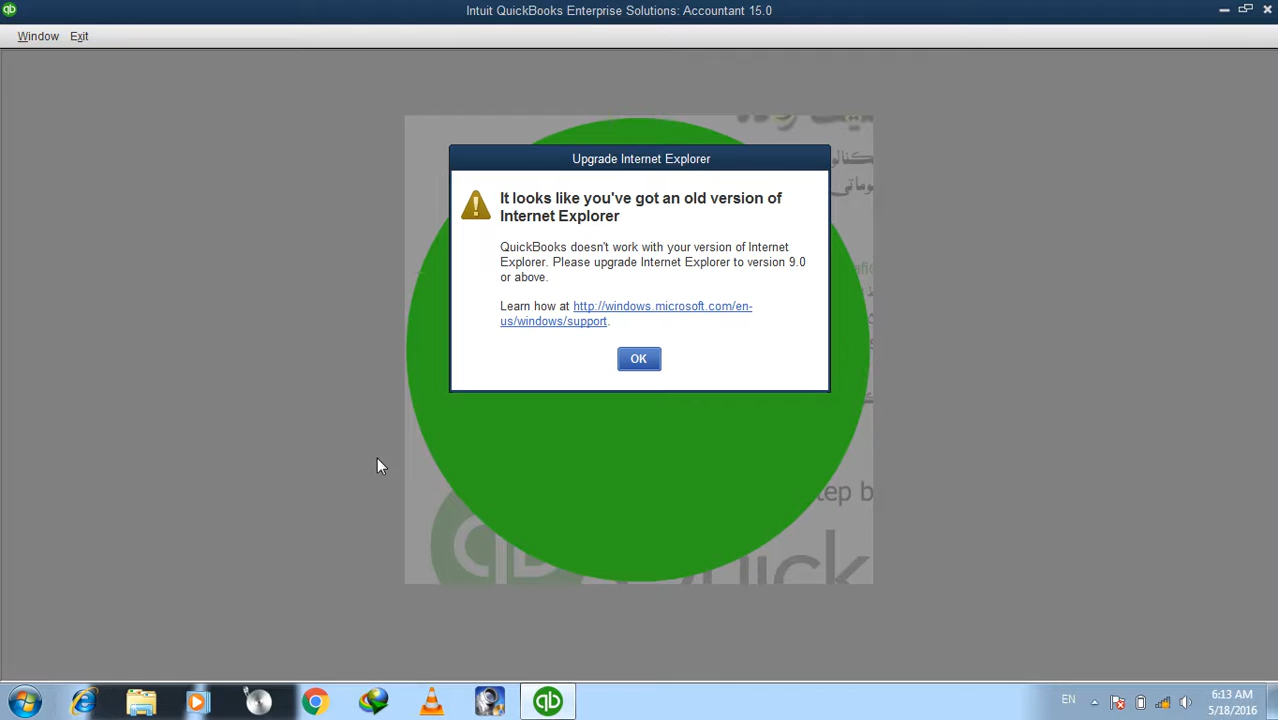 Intuit QuickBooks Enterprise Solutions: Accountant 15.0
Window Exit
Upgrade Internet Explorer
It looks like you've got an old version of
Internet Explorer
QuickBooks doesn't work with your version of Internet
Explorer. Please upgrade Internet Explorer to version 9.0
or above.
Learn how at http://windows.microsoft.com/en-
us/windows/support.
OK
EN
6:13 AM
5/18/2016